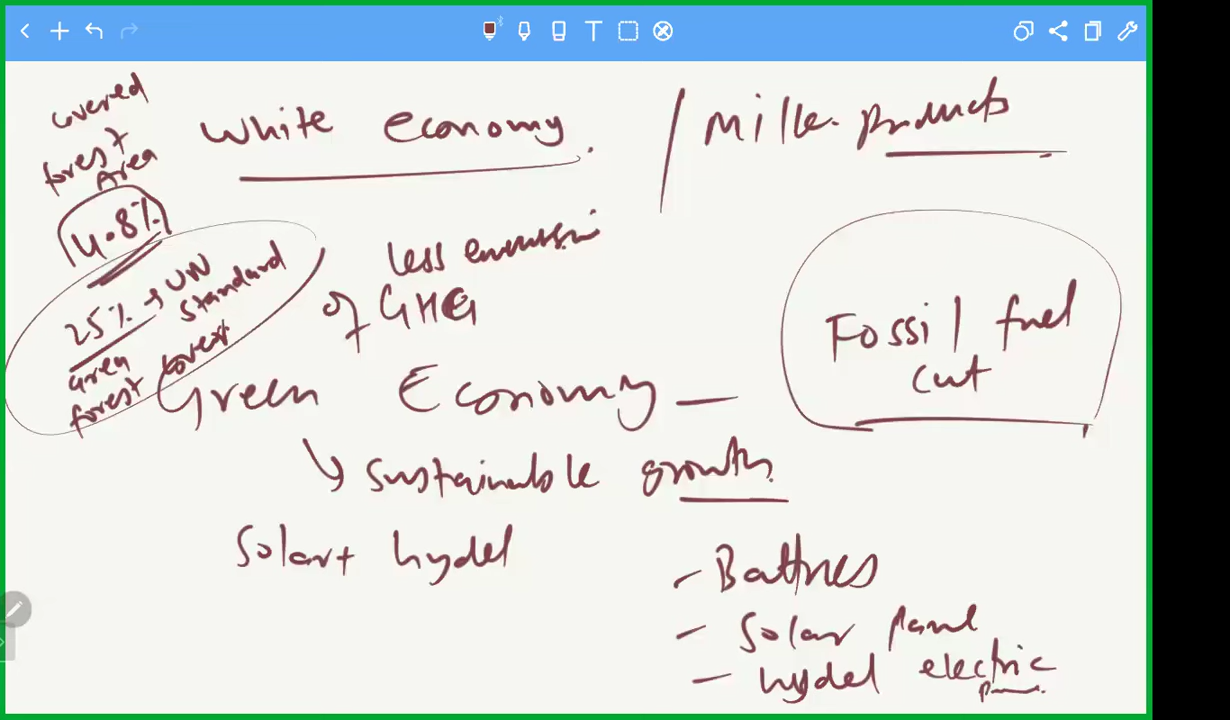 covered
forest
Area
4.8%
25% → UN
standard
area forest
forest
White economy.
/ Milk products
less emission
of GHG
Fossil fuel
cut
Green Economy —
↳ sustainable growth.
Solar + hydel
- Battries
- Solar panel
- hydel electric